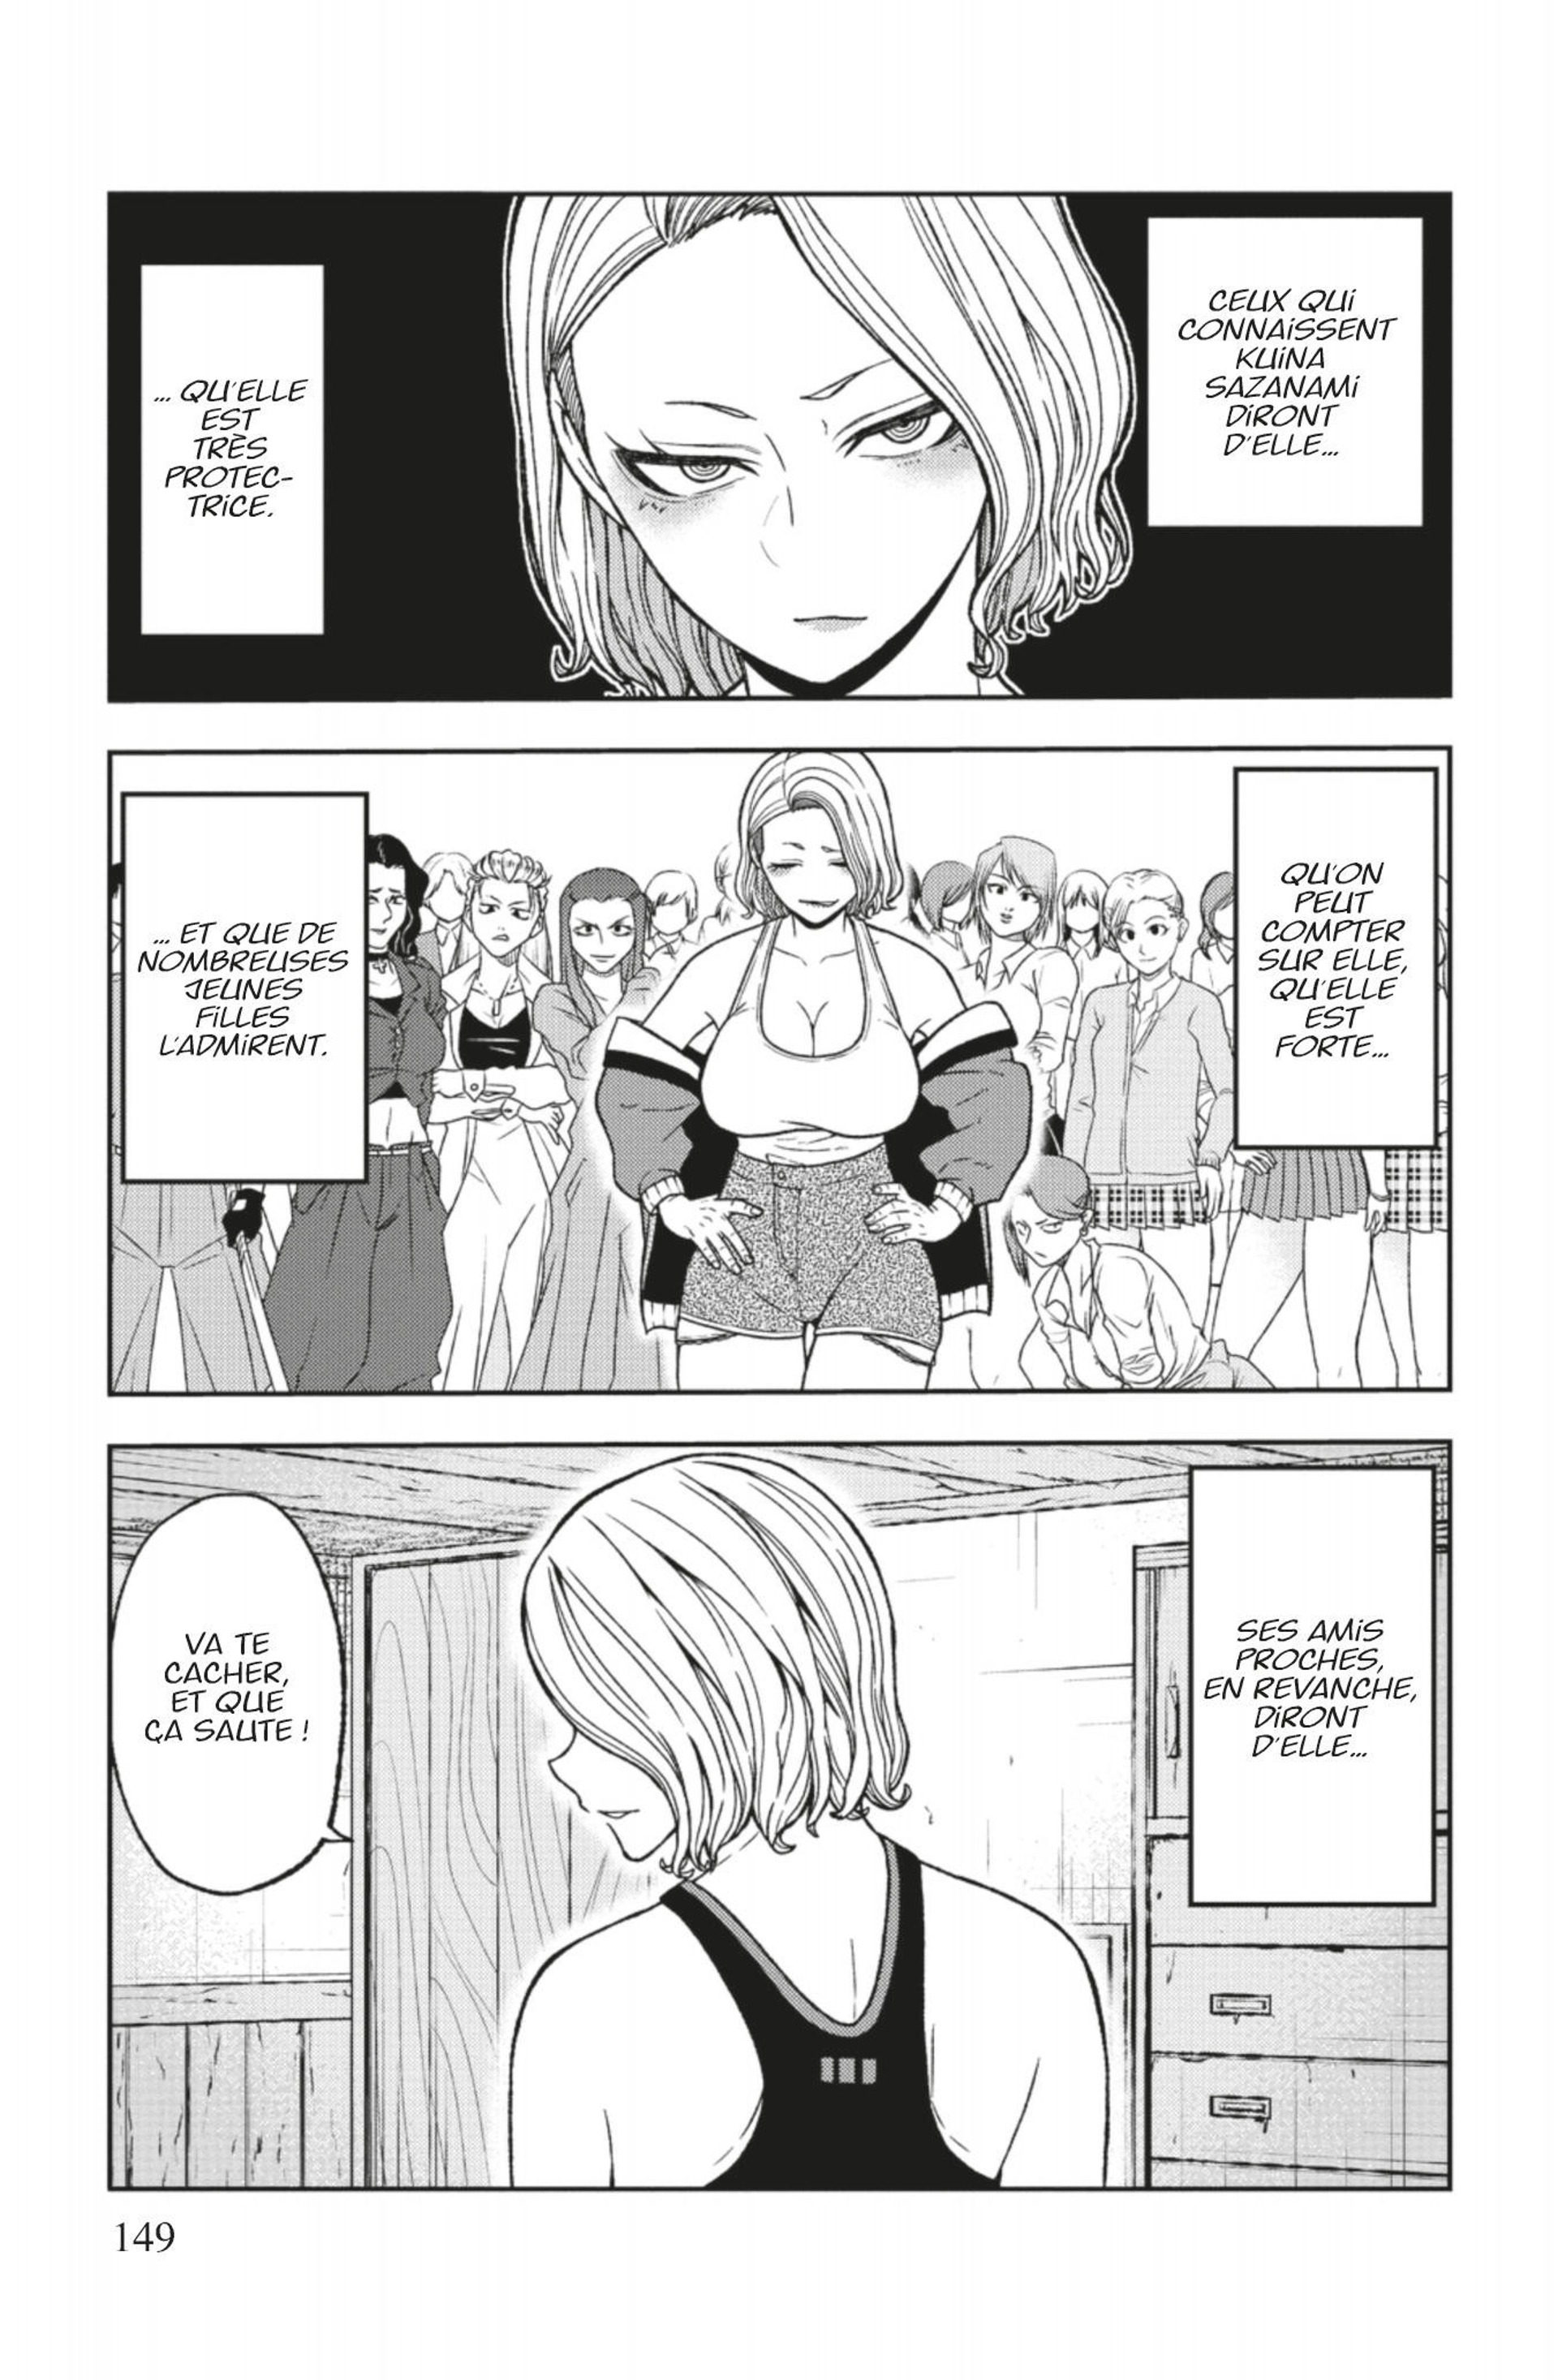 CEUX QUI
CONNAISSENT
KUINA
SAZANAMI
DIRONT
D'ELLE...
... QU'ELLE
EST
TRÈS
PROTEC-
TRICE.
QU'ON
PEUT
COMPTER
SUR ELLE,
QU'ELLE
EST
FORTE...
... ET QUE DE
NOMBREUSES
JEUNES
FILLES
L'ADMIRENT.
SES AMIS
PROCHES,
EN REVANCHE,
DIRONT
D'ELLE...
VA TE
CACHER,
ET QUE
ÇA SAUTE !
149